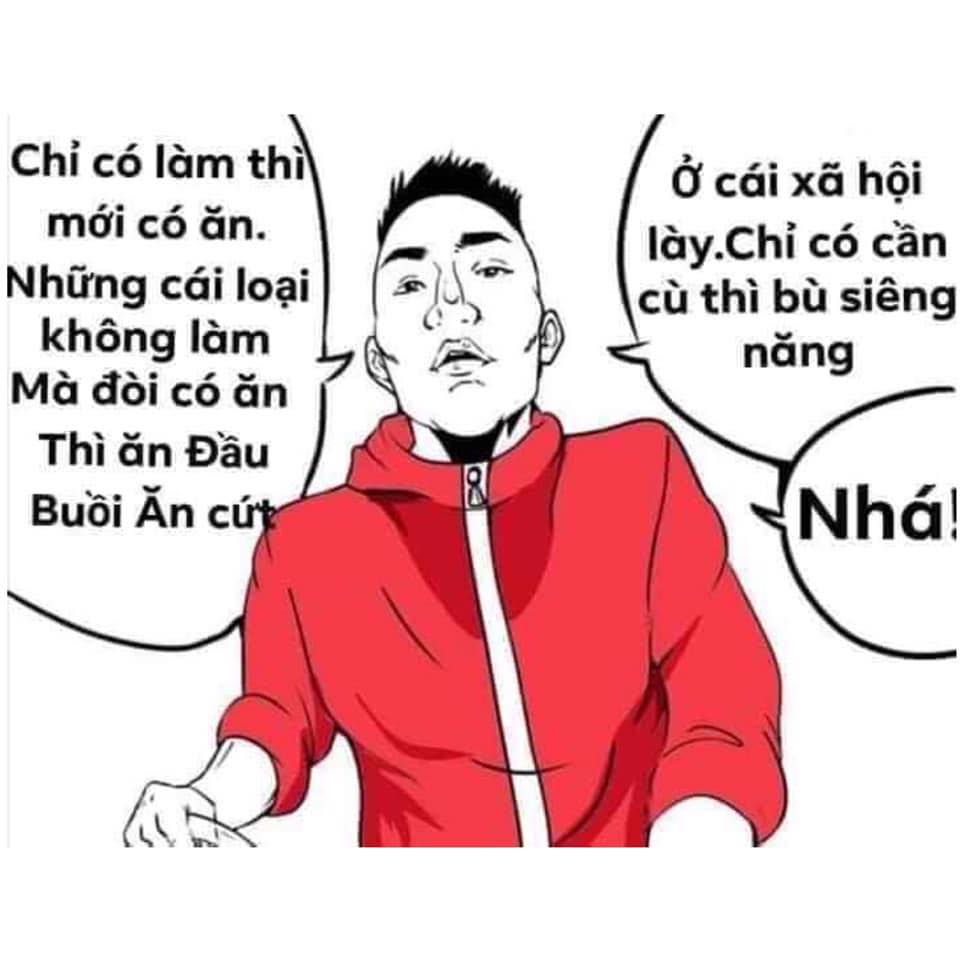 Chỉ có làm thì
mới có ăn.
Những cái loại
không làm
Mà đòi có ăn
Thì ăn Đầu
Buồi Ăn cứt
Ở cái xã hội
lày.Chỉ có cần
cù thì bù siêng
năng
Nhá!